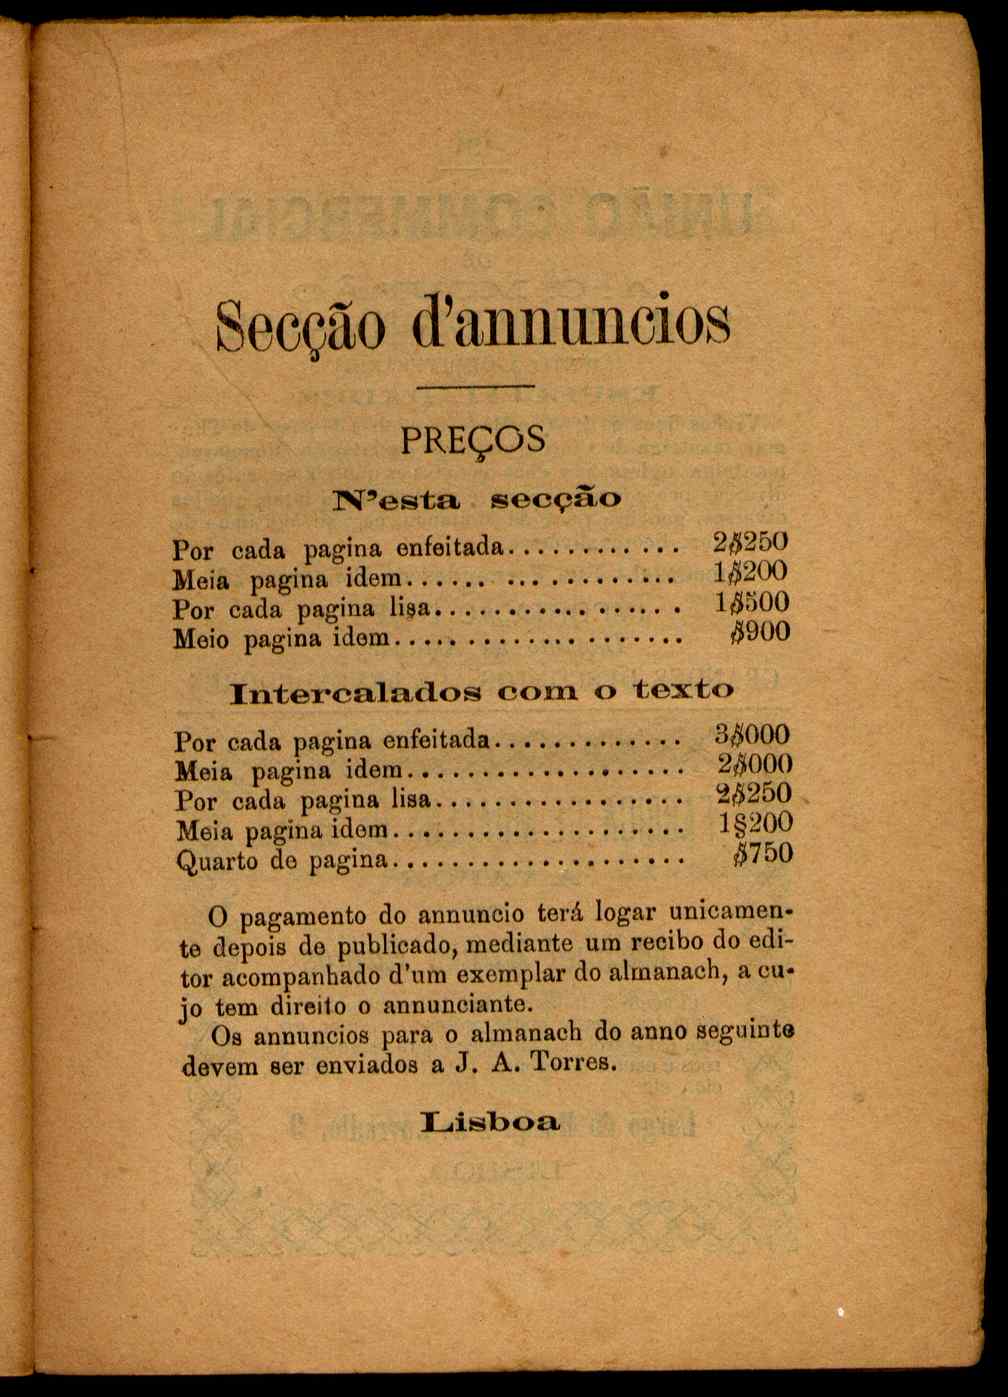 Secção d'annuncios
PREÇOS
N'esta secção
Por cada pagina enfeitada............ 2$250
Meia pagina idem.................. 1$200
Por cada pagina lisa................. 1$500
Meio pagina idem.................... $900
Intercalados com o texto
Por cada pagina enfeitada............. 3$000
Meia pagina idem................... 2$000
Por cada pagina lisa................. 2$250
Meia pagina idem.................... 1§200
Quarto de pagina.................... $750
O pagamento do annuncio terá logar unicamen-
te depois de publicado, mediante um recibo do edi-
tor acompanhado d'um exemplar do almanach, a cu-
jo tem direito o annunciante.
Os annuncios para o almanach do anno seguinte
devem ser enviados a J. A. Torres.
Lisboa